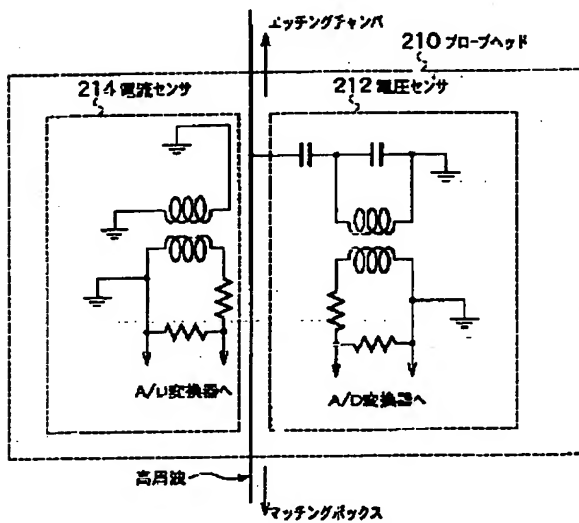 エッチングチャンバ
210 プローブヘッド
214 電流センサ
212 電圧センサ
A/D変換器へ
A/D変換器へ
高周波
マッチングボックス